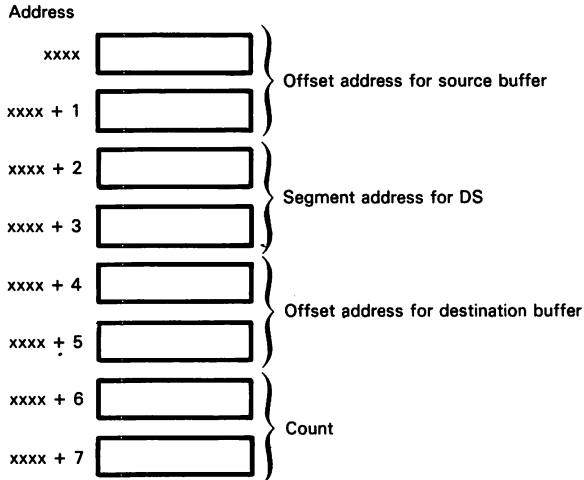 Address
xxxx
Offset address for source buffer
xxxx + 1
xxxx + 2
Segment address for DS
xxxx + 3
xxxx + 4
Offset address for destination buffer
xxxx + 5
xxxx + 6
Count
xxxx + 7